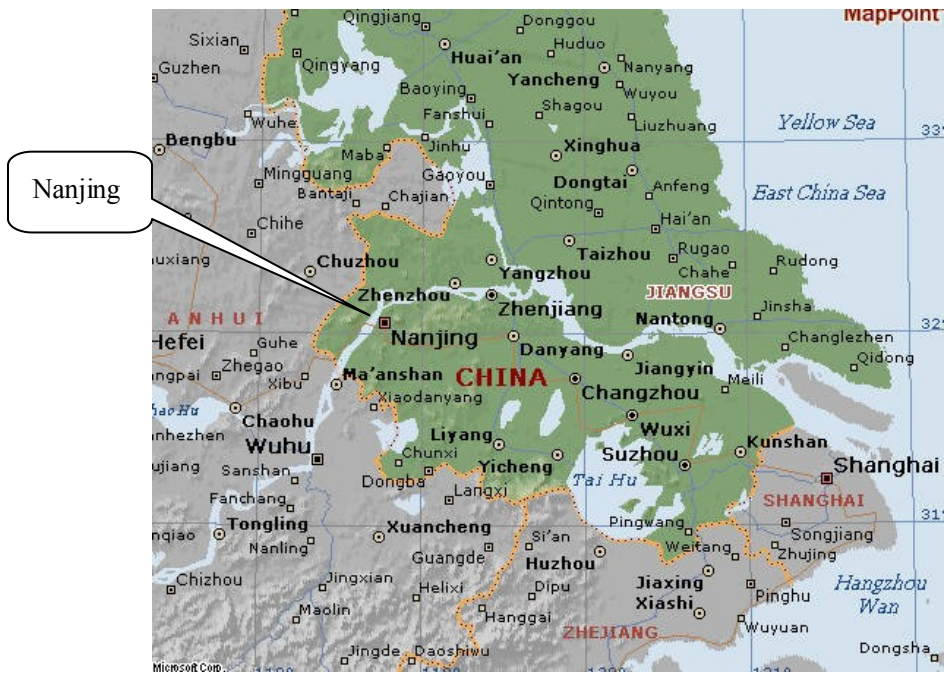 MapPoint
Qingjiang
Donggou
Sixian
Huduo
Guzhen
Qingyang
Huai'an
Yancheng
Nanyang
Baoying
Wuyou
Fanshui
Shagou
Wuhe
Liuzhuang
Yellow Sea
33°
Bengbu
Maba
Jinhu
Xinghua
Mingguang
Gaoyou
Dongtai
Anfeng
East China Sea
Nanjing
Bantaji
Chajian
Qintong
Chihe
Hai'an
Taizhou
Rugao
Chuzhou
Yangzhou
Chahe
Rudong
Zhenzhou
JIANGSU
Zhenjiang
Jinsha
ANHUI
Nantong
32°
Hefei
Guhe
Nanjing
Danyang
Changlezhen
Zhegao
Jiangyin
Qidong
Xibu
Ma'anshan
CHINA
Changzhou
Meili
Chaohu
Xiaodanyang
Wuxi
Wuhu
Liyang
Kunshan
Sanshan
Chunxi
Yicheng
Suzhou
Shanghai
Dongba
Tai Hu
Fanchang
Langxi
SHANGHAI
31°
Tongling
Xuancheng
Pingwang
Songjiang
Nanling
Si'an
Weitang
Zhujing
Guangde
Huzhou
Chizhou
Jingxian
Helixi
Dipu
Jiaxing
Pinghu
Hangzhou
Wan
Maolin
Hanggai
Xiashi
ZHEJIANG
Wuyuan
Jingde
Daoshiwu
Dongsha
Microsoft Corp.